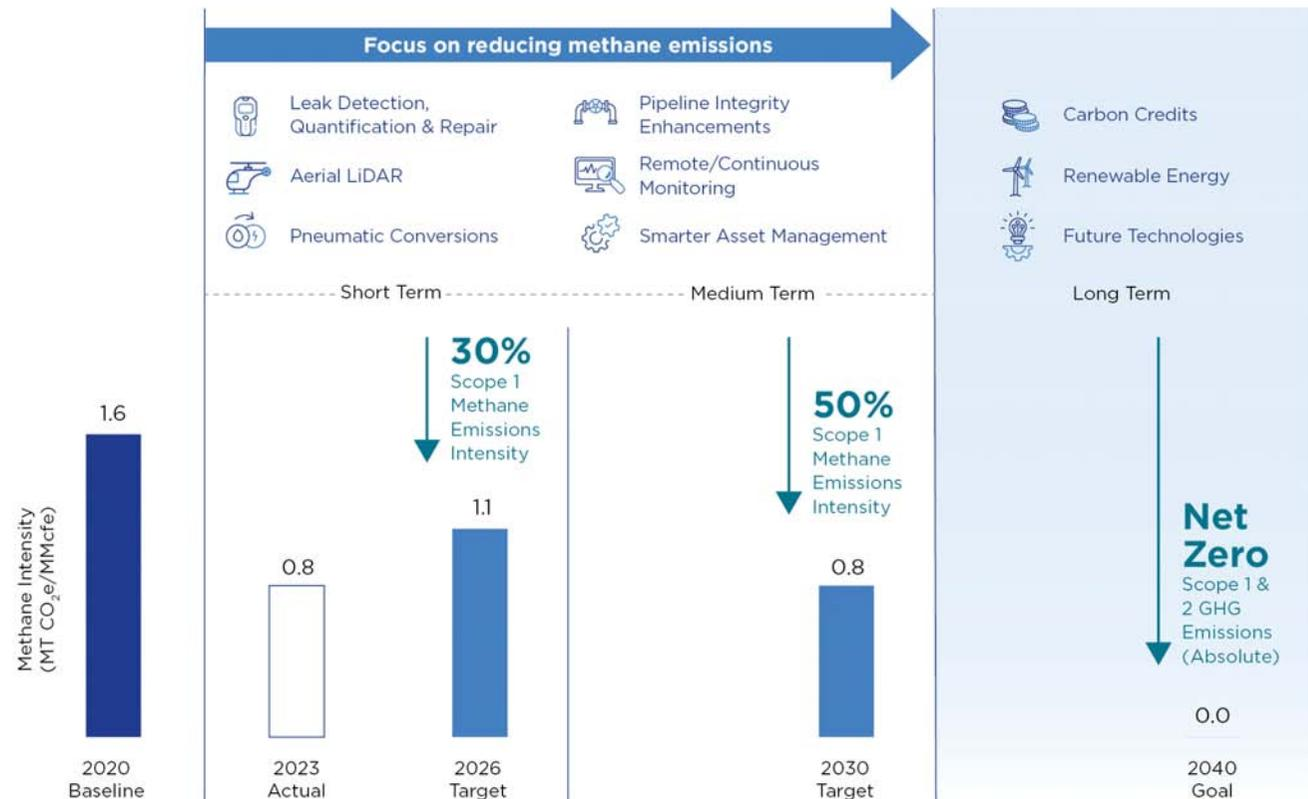 Focus on reducing methane emissions
Leak Detection,
Quantification & Repair
Aerial LiDAR
Pneumatic Conversions
Pipeline Integrity
Enhancements
Remote/Continuous
Monitoring
Smarter Asset Management
Carbon Credits
Renewable Energy
Future Technologies
Short Term
Medium Term
Long Term
Methane Intensity
(MT CO₂e/MMcfe)
1.6
2020
Baseline
0.8
2023
Actual
30%
Scope 1
Methane
Emissions
Intensity
1.1
2026
Target
50%
Scope 1
Methane
Emissions
Intensity
0.8
2030
Target
Net
Zero
Scope 1 &
2 GHG
Emissions
(Absolute)
0.0
2040
Goal